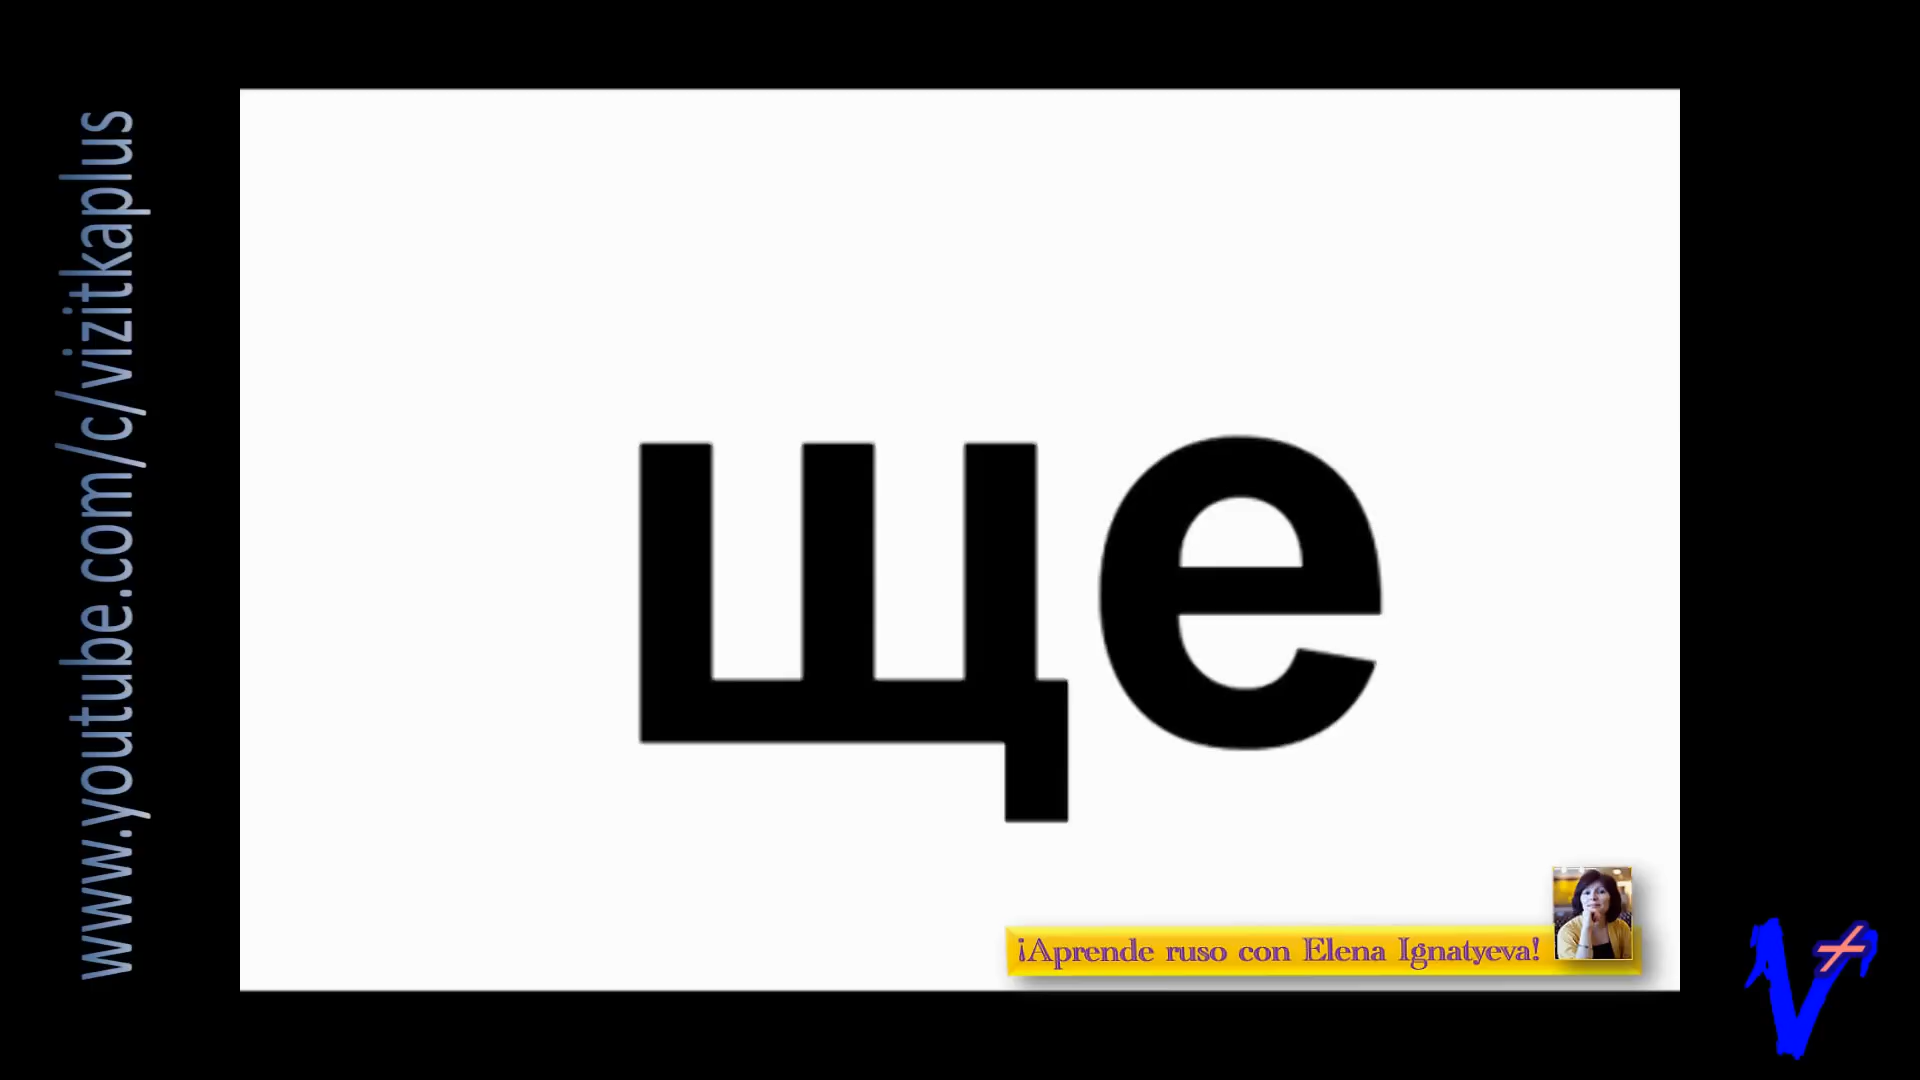 www.youtube.com/c/vizitkaplus
ще
¡Aprende ruso con Elena Ignatyeva!
V+